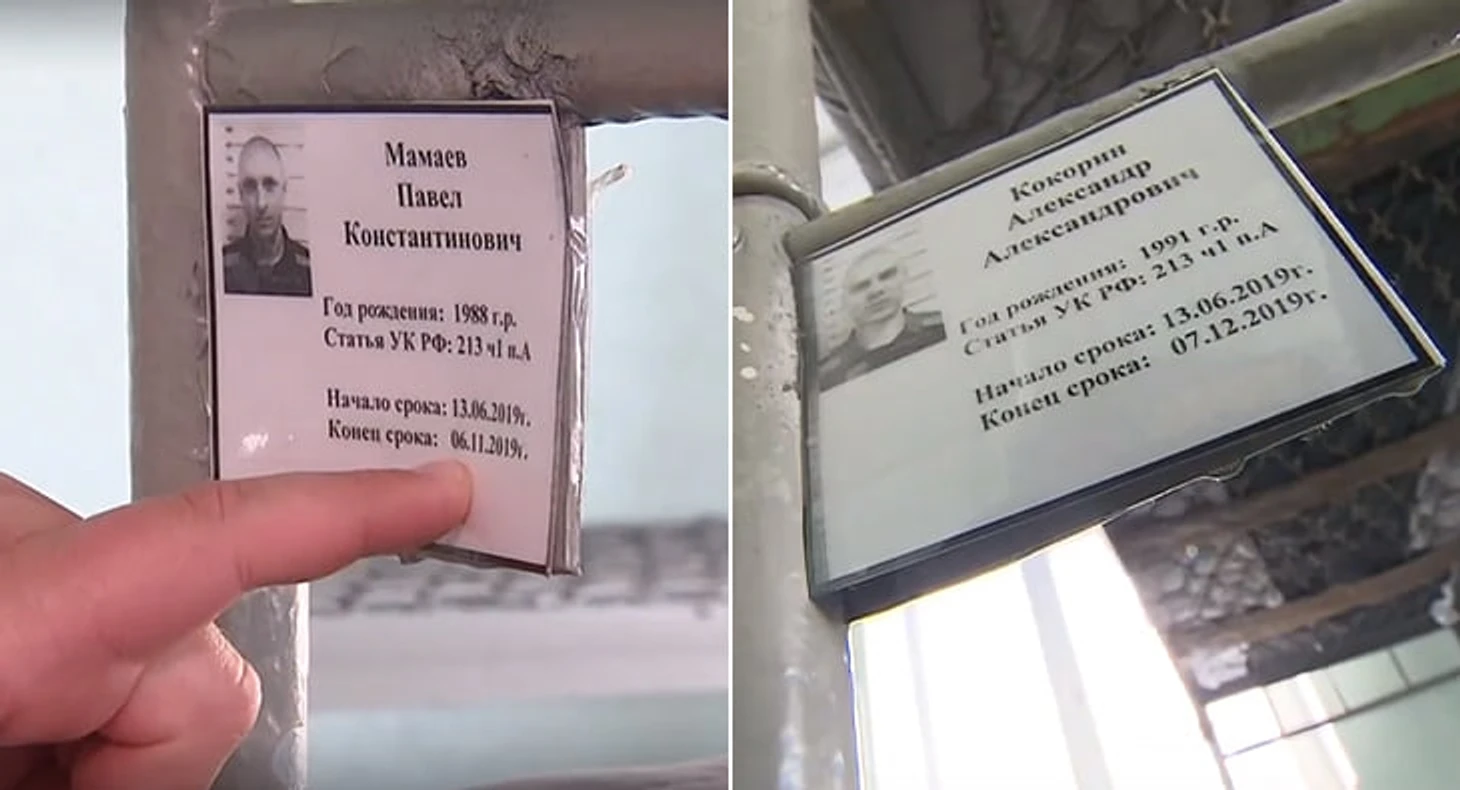 Мамаев
Павел
Константинович
Год рождения: 1988 г.р.
Статья УК РФ: 213 ч1 п.А
Начало срока: 13.06.2019г.
Конец срока: 06.11.2019г.
Кокорин
Александр
Александрович
Год рождения: 1991 г.р.
Статья УК РФ: 213 ч1 п.А
Начало срока: 13.06.2019г.
Конец срока: 07.12.2019г.